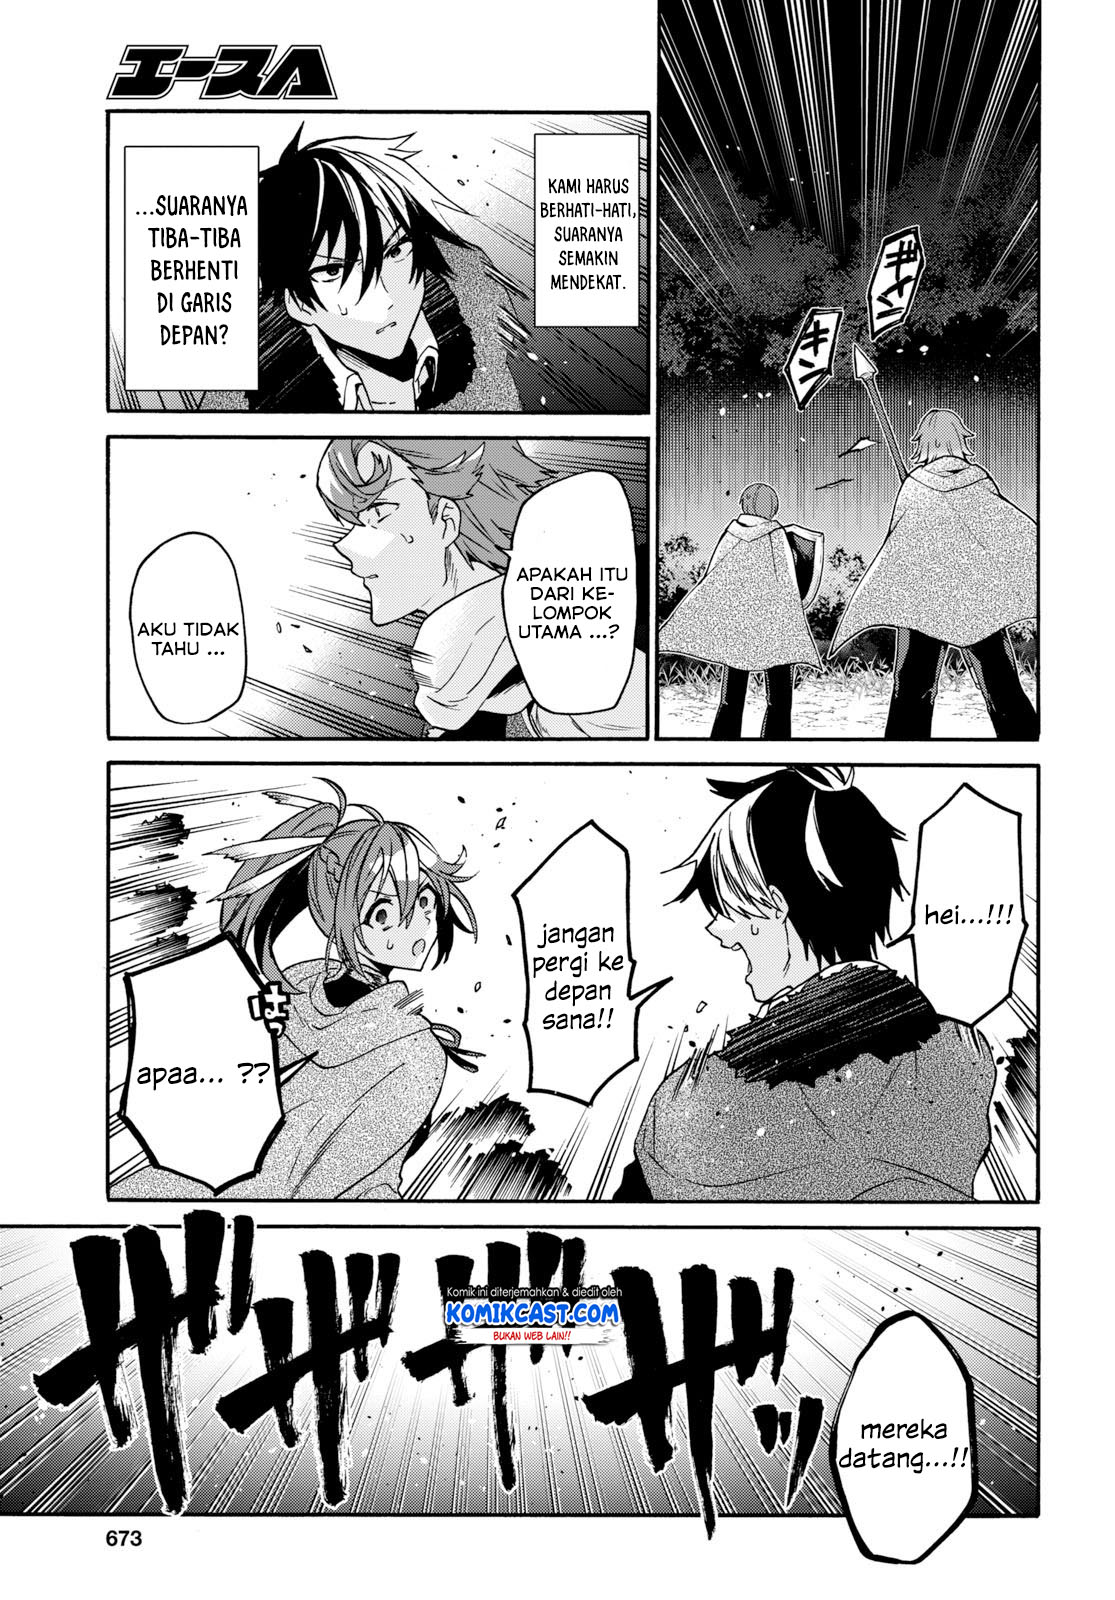 エースA
ギン
ギン
KAMI HARUS
BERHATI-HATI,
SUARANYA
SEMAKIN
MENDEKAT.
...SUARANYA
TIBA-TIBA
BERHENTI
DI GARIS
DEPAN?
APAKAH ITU
DARI KE-
LOMPOK
UTAMA ...?
AKU TIDAK
TAHU ...
hei...!!!
jangan
pergi ke
depan
sana!!
はっ
apaa... ??
ザザザザッ
Komik ini diterjemahkan & diedit oleh
KOMIKCAST.COM
BUKAN WEB LAIN!!
mereka
datang...!!
673